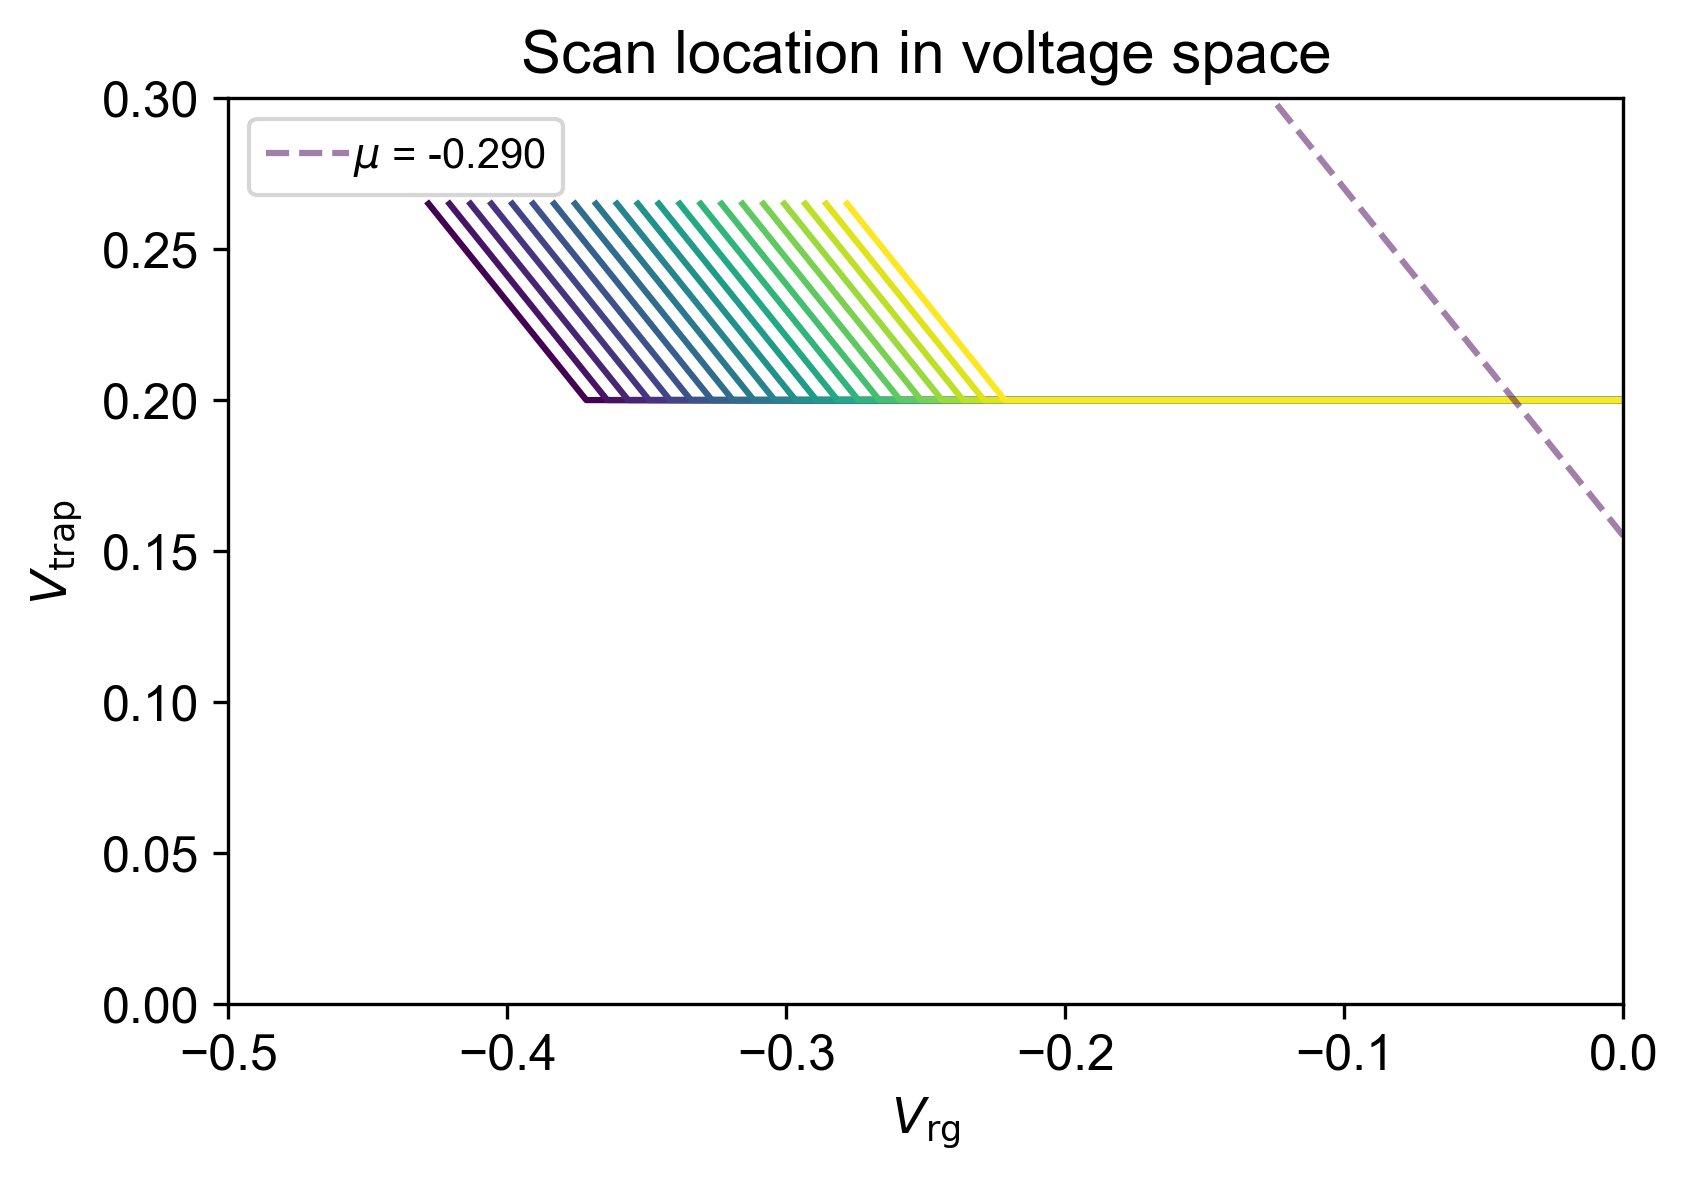 Scan location in voltage space
μ = -0.290
V_trap
0.30
0.25
0.20
0.15
0.10
0.05
0.00
−0.5 −0.4 −0.3 −0.2 −0.1 0.0
V_rg